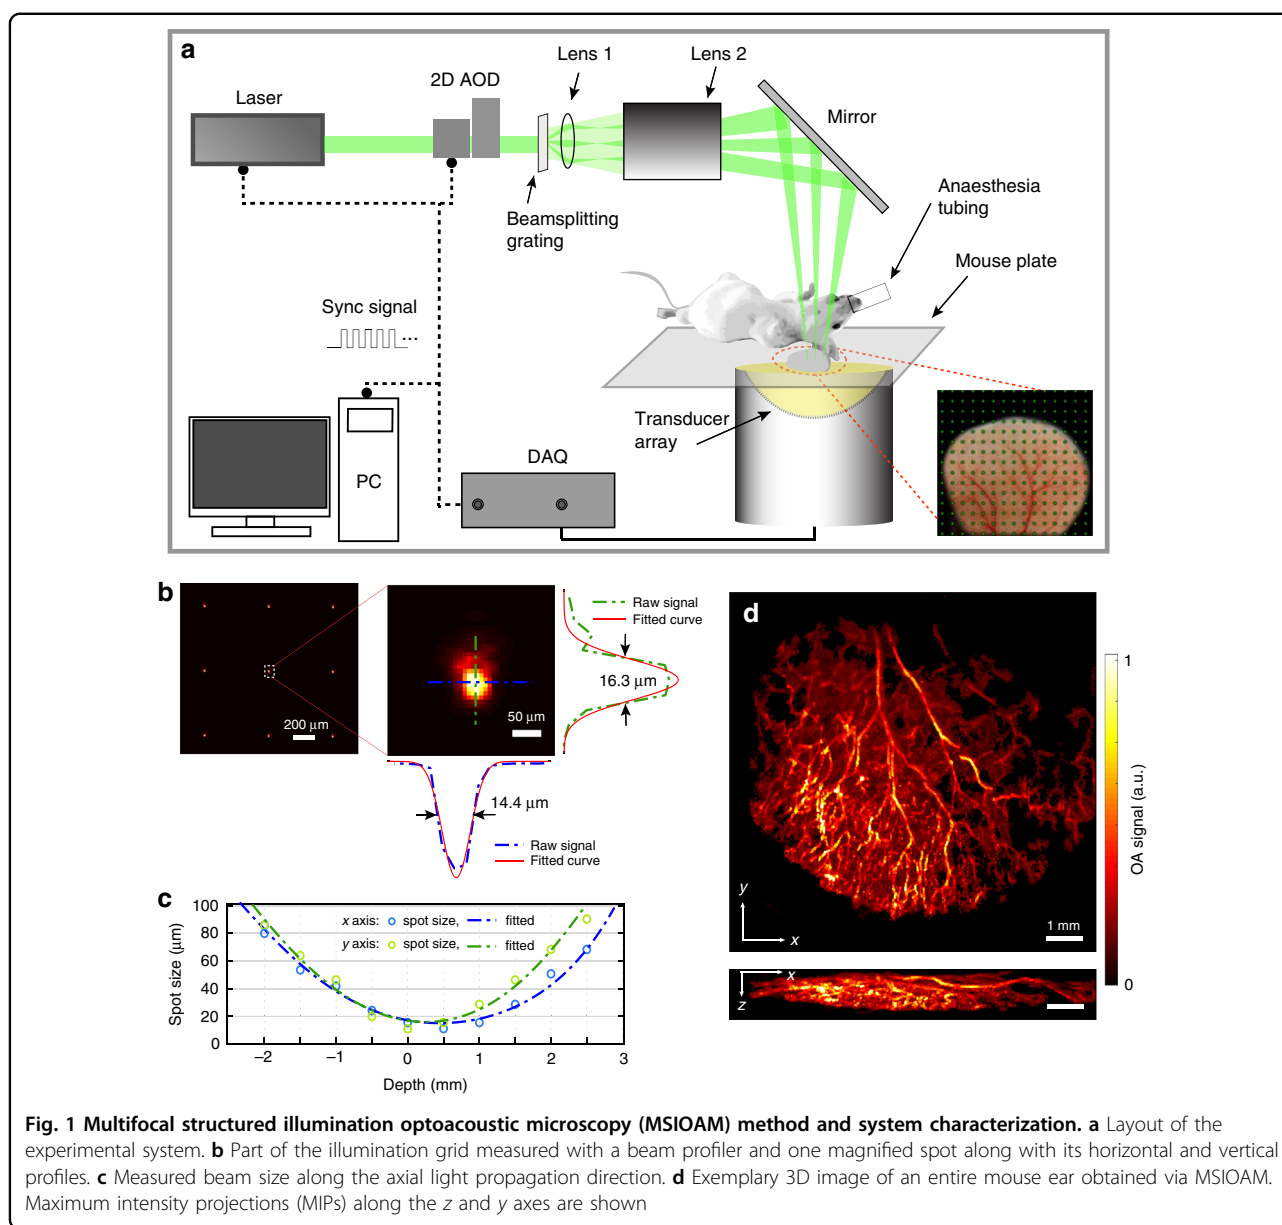 a
Laser
2D AOD
Lens 1
Lens 2
Mirror
Beamsplitting
grating
Anaesthesia
tubing
Mouse plate
Sync signal
...
Transducer
array
DAQ
PC
b
200 µm
50 µm
Raw signal
Fitted curve
16.3 µm
14.4 µm
Raw signal
Fitted curve
c
x axis: spot size, fitted
y axis: spot size, fitted
100
80
60
40
20
0
Spot size (µm)
–2 –1 0 1 2 3
Depth (mm)
d
y
x
1 mm
x
z
1
0
OA signal (a.u.)
Fig. 1 Multifocal structured illumination optoacoustic microscopy (MSIOAM) method and system characterization. a Layout of the
experimental system. b Part of the illumination grid measured with a beam profiler and one magnified spot along with its horizontal and vertical
profiles. c Measured beam size along the axial light propagation direction. d Exemplary 3D image of an entire mouse ear obtained via MSIOAM.
Maximum intensity projections (MIPs) along the z and y axes are shown